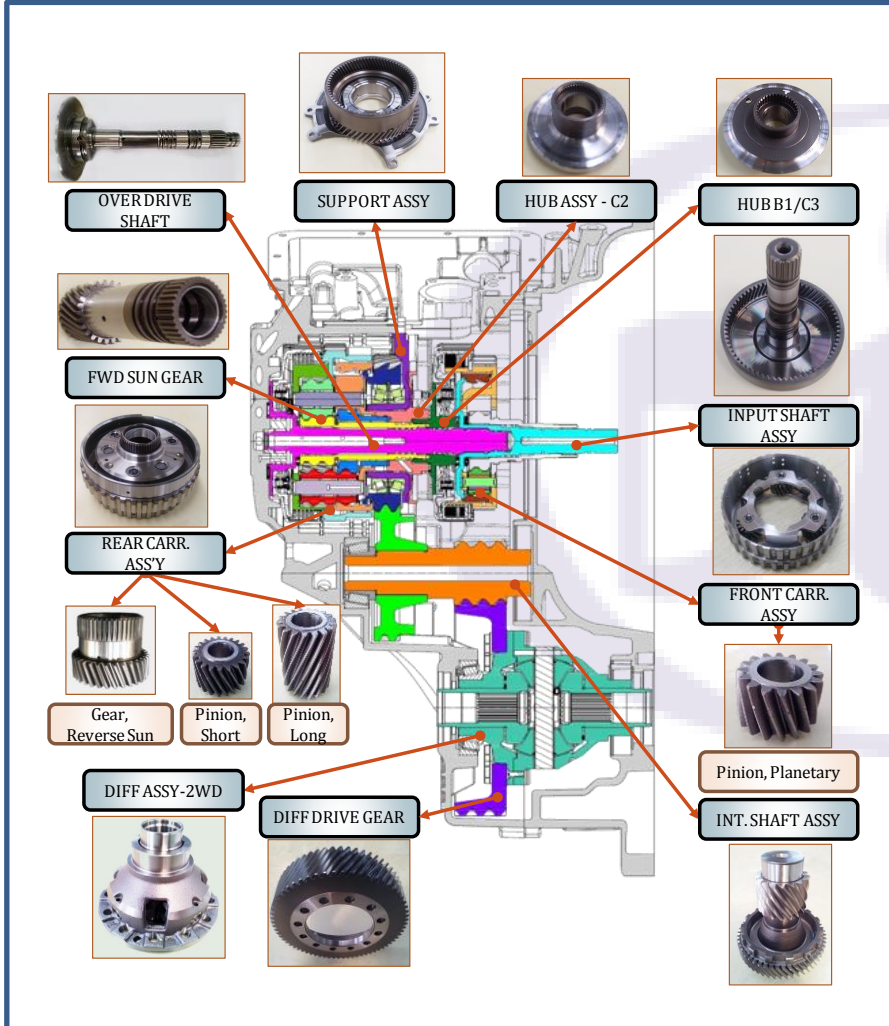 OVER DRIVE
SHAFT
SUPPORT ASSY
HUB ASSY - C2
HUB B1/C3
FWD SUN GEAR
INPUT SHAFT
ASSY
REAR CARR.
ASS'Y
FRONT CARR.
ASSY
Gear,
Reverse Sun
Pinion,
Short
Pinion,
Long
Pinion, Planetary
DIFF ASSY-2WD
DIFF DRIVE GEAR
INT. SHAFT ASSY